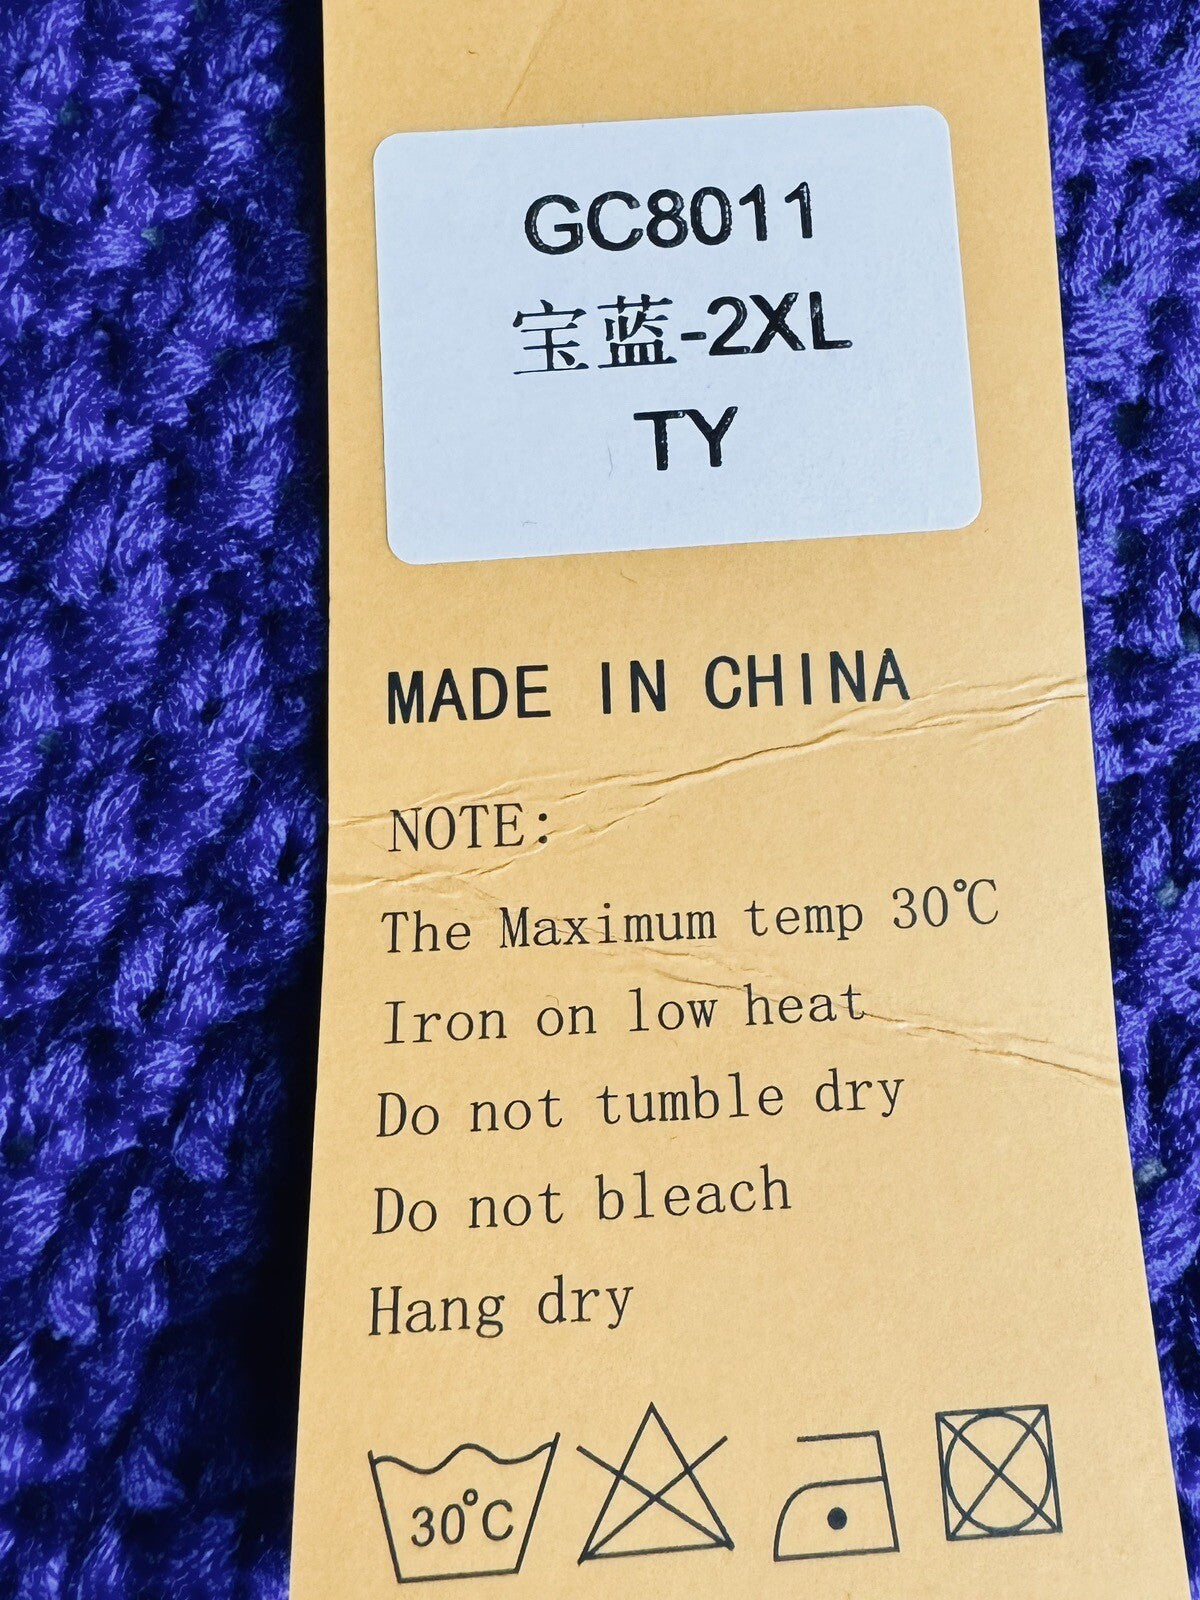 GC8011
宝蓝-2XL
TY
MADE IN CHINA
NOTE:
The Maximum temp 30℃
Iron on low heat
Do not tumble dry
Do not bleach
Hang dry
30℃